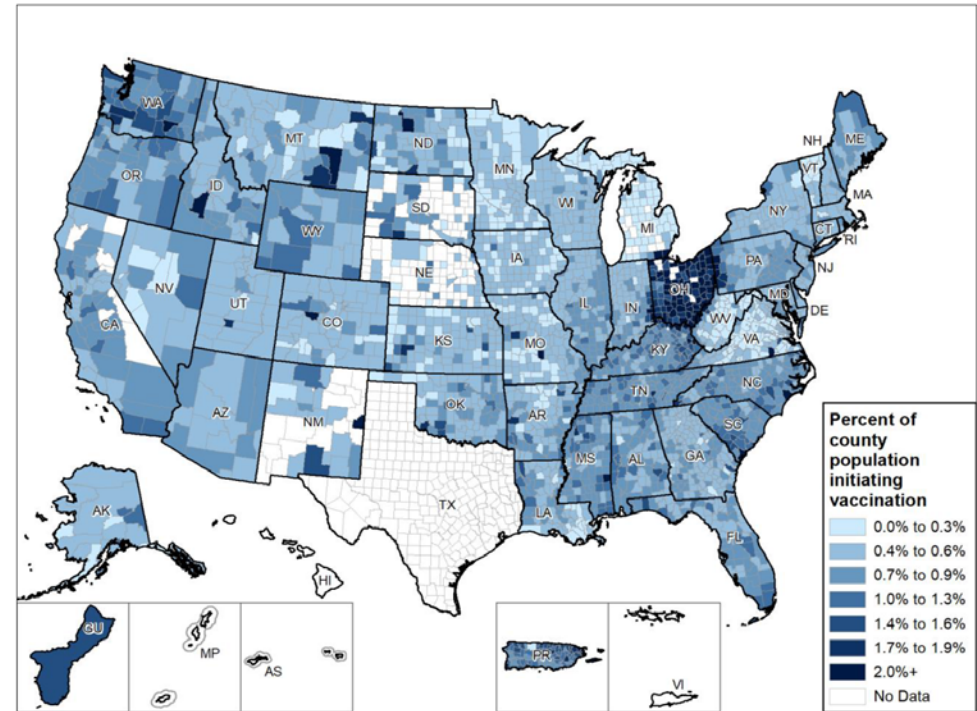 WA
MT
ND
MN
ME
NH
VT
OR
ID
SD
WI
MI
NY
MA
WY
CT
RI
IA
NE
PA
NJ
NV
UT
CO
IL
IN
OH
MD
DE
WV
VA
CA
KS
MO
KY
NC
TN
AZ
NM
OK
AR
SC
MS
AL
GA
TX
LA
FL
AK
HI
GU
MP
AS
PR
VI
Percent of
county
population
initiating
vaccination
0.0% to 0.3%
0.4% to 0.6%
0.7% to 0.9%
1.0% to 1.3%
1.4% to 1.6%
1.7% to 1.9%
2.0%+
No Data